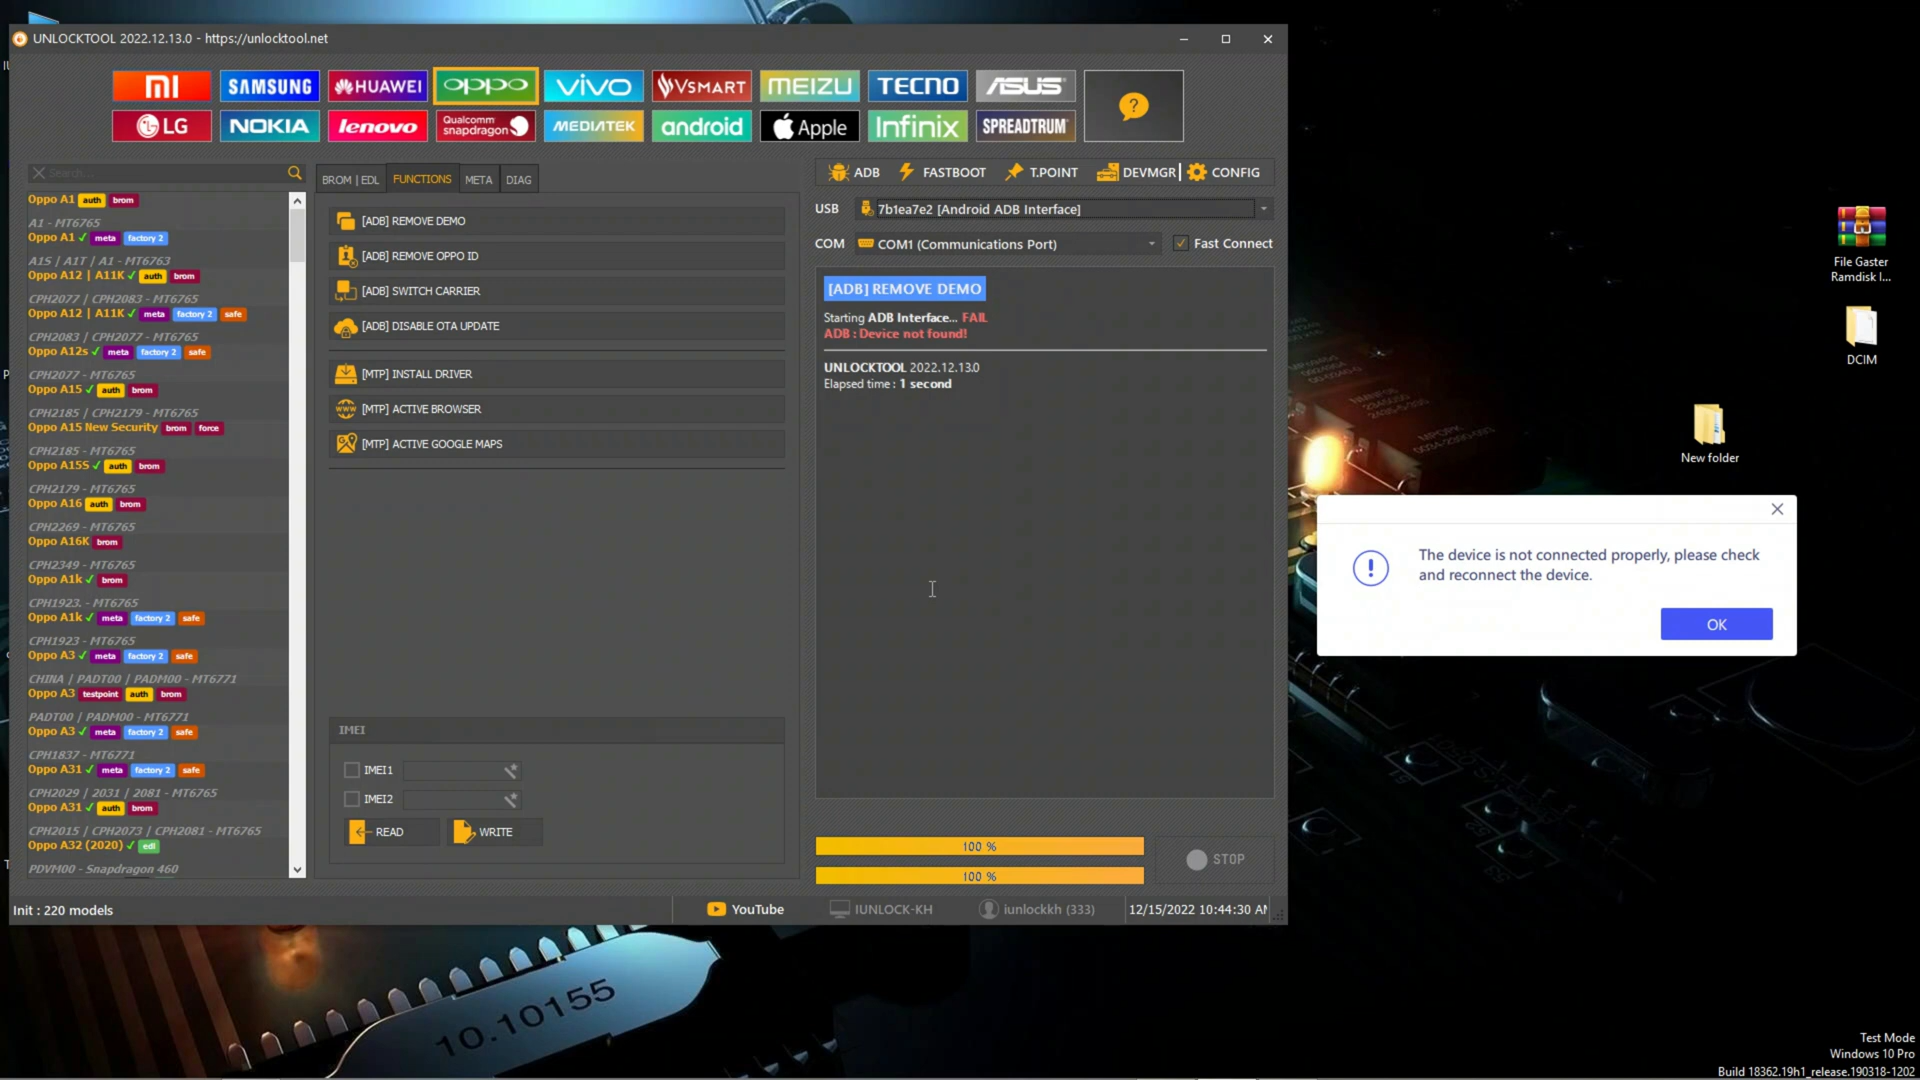 UNLOCKTOOL 2022.12.13.0 - https://unlocktool.net
mi SAMSUNG HUAWEI oppo vivo VSMART MEIZU TECNO ASUS ?
LG NOKIA lenovo Qualcomm snapdragon MEDIATEK android Apple Infinix SPREADTRUM
Search...
Oppo A1 auth brom
A1 - MT6765
Oppo A1 ✓ meta factory 2
A1S / A1T / A1 - MT6763
Oppo A12 | A11K ✓ auth brom
CPH2077 | CPH2083 - MT6765
Oppo A12 | A11K ✓ meta factory 2 safe
CPH2083 / CPH2077 - MT6765
Oppo A12s ✓ meta factory 2 safe
CPH2077 - MT6765
Oppo A15 ✓ auth brom
CPH2185 | CPH2179 - MT6765
Oppo A15 New Security brom force
CPH2185 - MT6765
Oppo A15S ✓ auth brom
CPH2179 - MT6765
Oppo A16 auth brom
CPH2269 - MT6765
Oppo A16K brom
CPH2349 - MT6765
Oppo A1k ✓ brom
CPH1923. - MT6765
Oppo A1k ✓ meta factory 2 safe
CPH1923 - MT6765
Oppo A3 ✓ meta factory 2 safe
CHINA | PADT00 | PADM00 - MT6771
Oppo A3 testpoint auth brom
PADT00 | PADM00 - MT6771
Oppo A3 ✓ meta factory 2 safe
CPH1837 - MT6771
Oppo A31 ✓ meta factory 2 safe
CPH2029 / 2031 / 2081 - MT6765
Oppo A31 ✓ auth brom
CPH2015 | CPH2073 | CPH2081 - MT6765
Oppo A32 (2020) ✓ edl
PDVM00 - Snapdragon 460
Init : 220 models
BROM | EDL FUNCTIONS META DIAG
[ADB] REMOVE DEMO
[ADB] REMOVE OPPO ID
[ADB] SWITCH CARRIER
[ADB] DISABLE OTA UPDATE
[MTP] INSTALL DRIVER
[MTP] ACTIVE BROWSER
[MTP] ACTIVE GOOGLE MAPS
IMEI
IMEI1
IMEI2
READ WRITE
ADB FASTBOOT T.POINT DEVMGR CONFIG
USB 7b1ea7e2 [Android ADB Interface]
COM COM1 (Communications Port) Fast Connect
[ADB] REMOVE DEMO
Starting ADB Interface... FAIL
ADB : Device not found!
UNLOCKTOOL 2022.12.13.0
Elapsed time : 1 second
100 %
100 %
STOP
YouTube IUNLOCK-KH iunlockkh (333) 12/15/2022 10:44:30 AM
File Gaster
Ramdisk I...
DCIM
New folder
The device is not connected properly, please check
and reconnect the device.
OK
10.10155
Test Mode
Windows 10 Pro
Build 18362.19h1_release.190318-1202